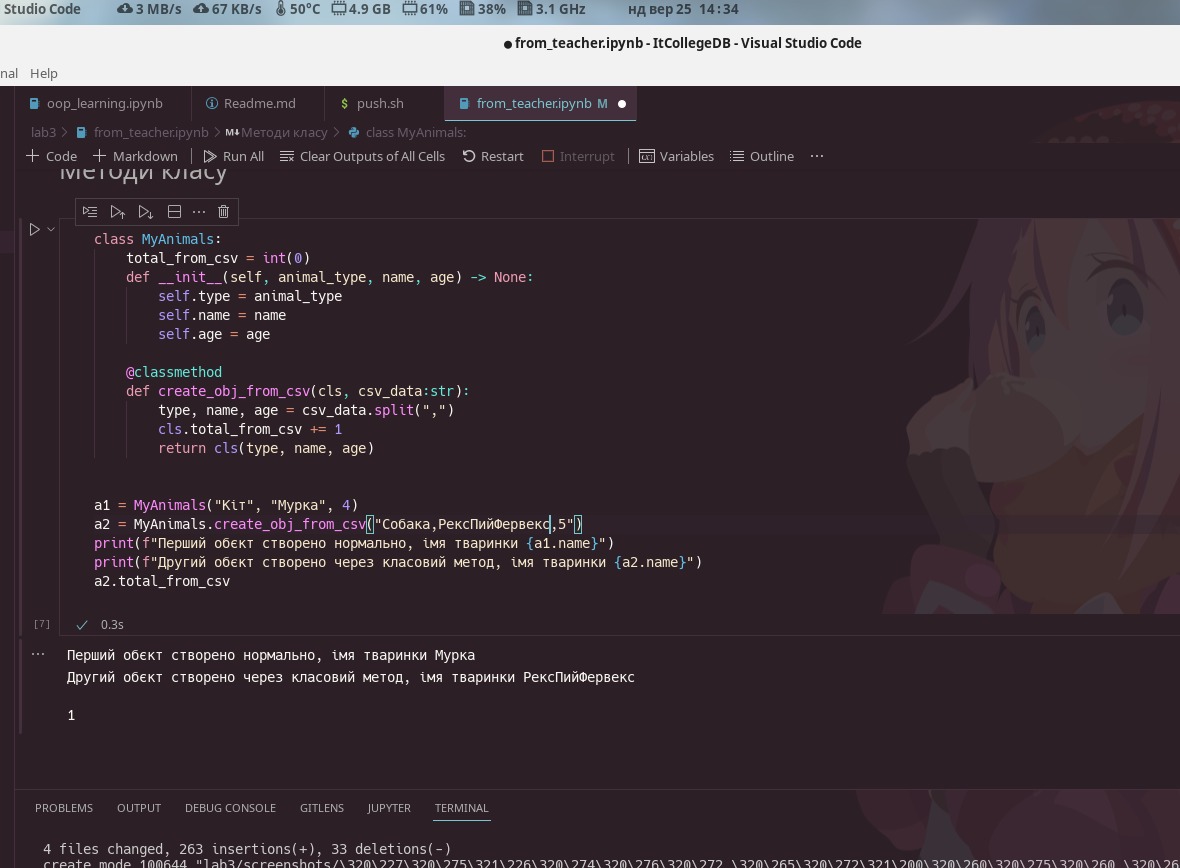 Studio Code 3 MB/s 67 KB/s 50°C 4.9 GB 61% 38% 3.1 GHz нд вер 25 14:34
● from_teacher.ipynb - ItCollegeDB - Visual Studio Code
nal Help
oop_learning.ipynb Readme.md $ push.sh from_teacher.ipynb M ●
lab3 > from_teacher.ipynb > M↓Методи класу > class MyAnimals:
+ Code + Markdown Run All Clear Outputs of All Cells Restart Interrupt Variables Outline ...
Методи класу
class MyAnimals:
    total_from_csv = int(0)
    def __init__(self, animal_type, name, age) -> None:
        self.type = animal_type
        self.name = name
        self.age = age
    @classmethod
    def create_obj_from_csv(cls, csv_data:str):
        type, name, age = csv_data.split(",")
        cls.total_from_csv += 1
        return cls(type, name, age)
a1 = MyAnimals("Кіт", "Мурка", 4)
a2 = MyAnimals.create_obj_from_csv("Собака,РексПийФервекс,5")
print(f"Перший обєкт створено нормально, імя тваринки {a1.name}")
print(f"Другий обєкт створено через класовий метод, імя тваринки {a2.name}")
a2.total_from_csv
[7] ✓ 0.3s
... Перший обєкт створено нормально, імя тваринки Мурка
Другий обєкт створено через класовий метод, імя тваринки РексПийФервекс
1
PROBLEMS OUTPUT DEBUG CONSOLE GITLENS JUPYTER TERMINAL
4 files changed, 263 insertions(+), 33 deletions(-)
create mode 100644 "lab3/screenshots/\320\227\320\275\321\226\320\274\320\276\320\272 \320\265\320\272\321\200\320\260\320\275\320\260